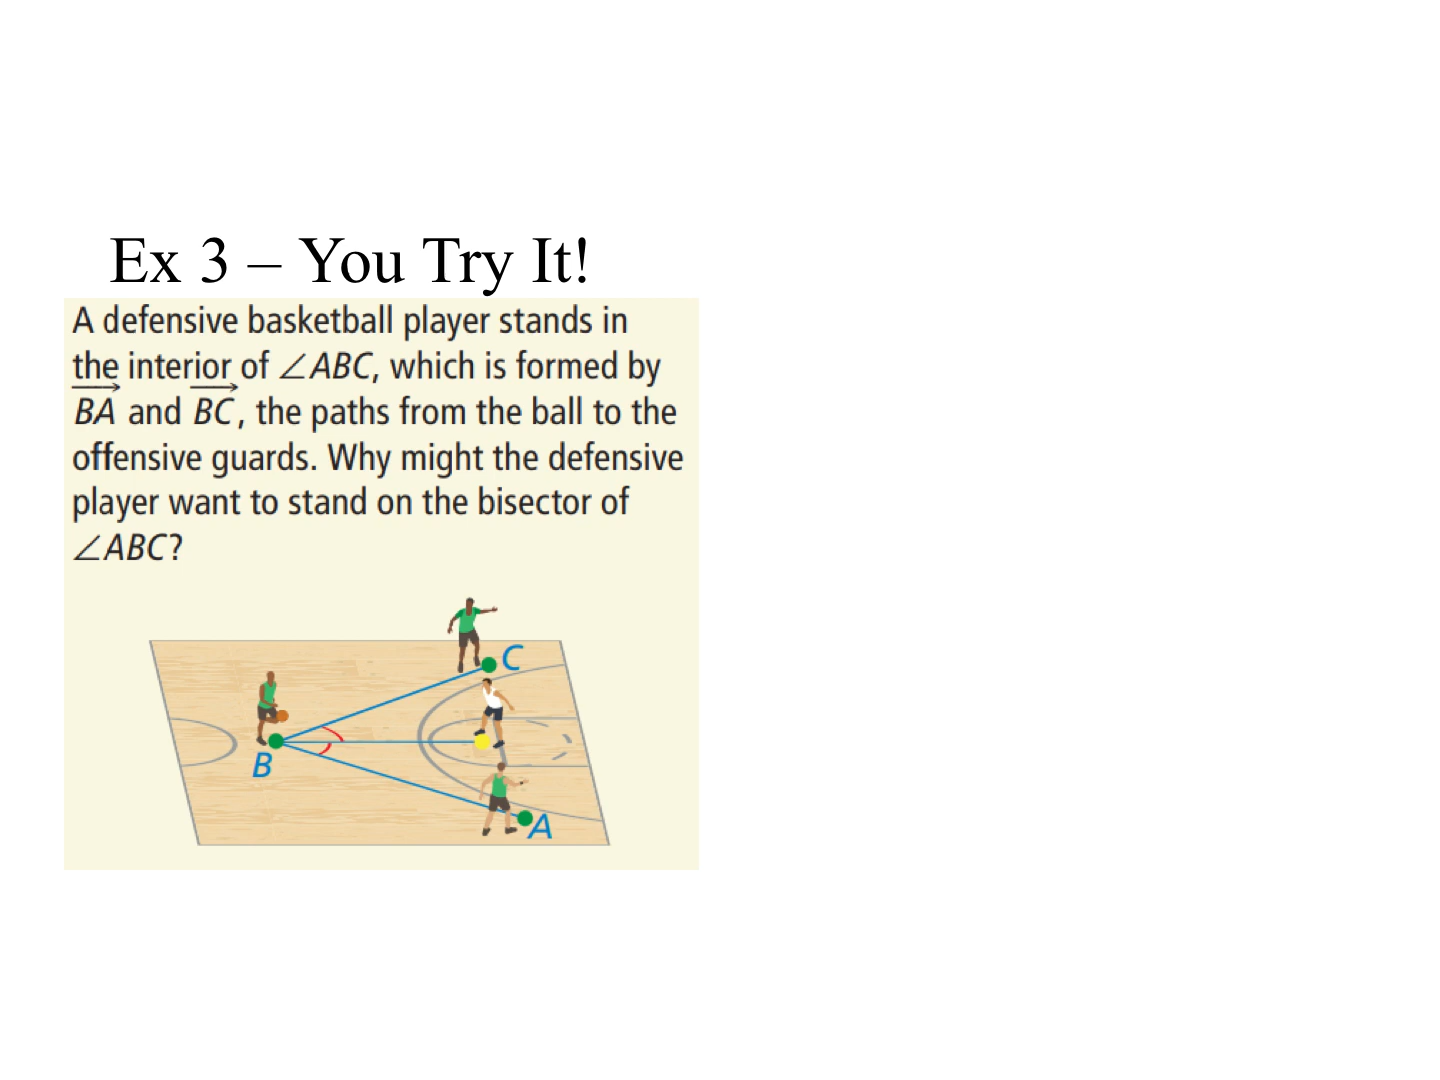 Ex 3 – You Try It!
A defensive basketball player stands in
the interior of ∠ABC, which is formed by
BA and BC, the paths from the ball to the
offensive guards. Why might the defensive
player want to stand on the bisector of
∠ABC?
C
B
A